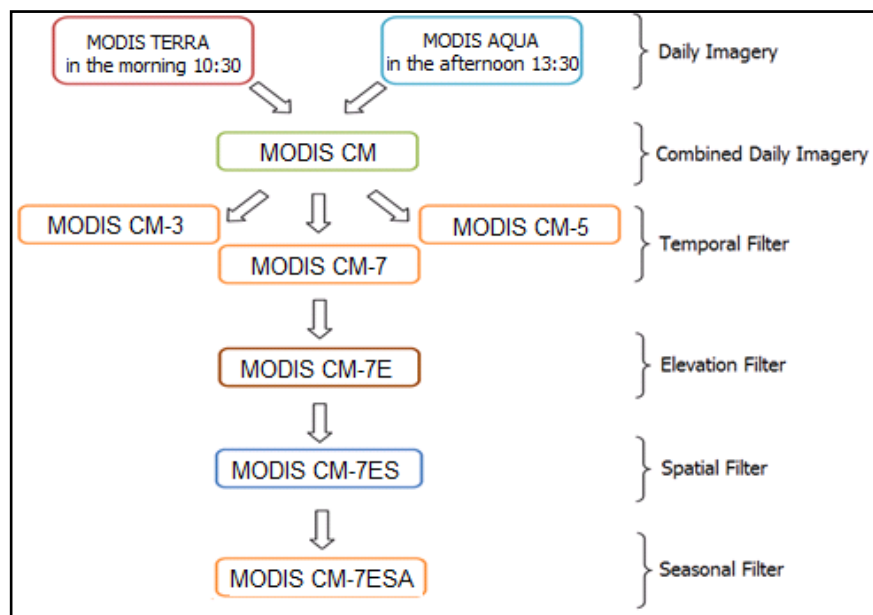 MODIS TERRA
in the morning 10:30
MODIS AQUA
in the afternoon 13:30
Daily Imagery
MODIS CM
Combined Daily Imagery
MODIS CM-3
MODIS CM-5
MODIS CM-7
Temporal Filter
MODIS CM-7E
Elevation Filter
MODIS CM-7ES
Spatial Filter
MODIS CM-7ESA
Seasonal Filter